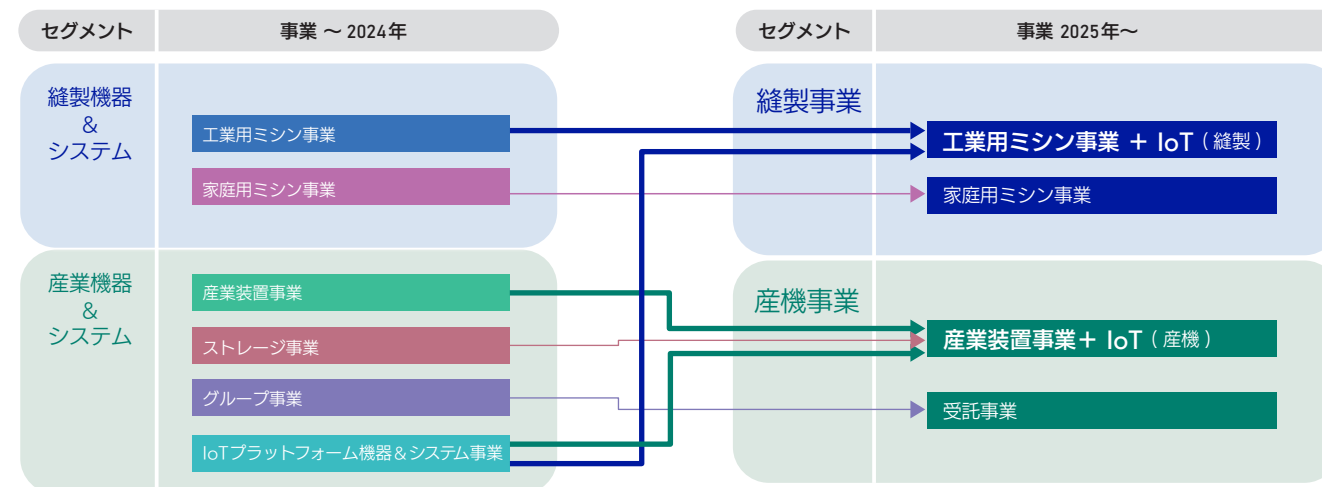 セグメント
事業 ～ 2024年
縫製機器
&
システム
工業用ミシン事業
家庭用ミシン事業
産業機器
&
システム
産業装置事業
ストレージ事業
グループ事業
IoTプラットフォーム機器＆システム事業
セグメント
事業 2025年～
縫製事業
工業用ミシン事業 ＋ IoT（縫製）
家庭用ミシン事業
産機事業
産業装置事業＋ IoT（産機）
受託事業